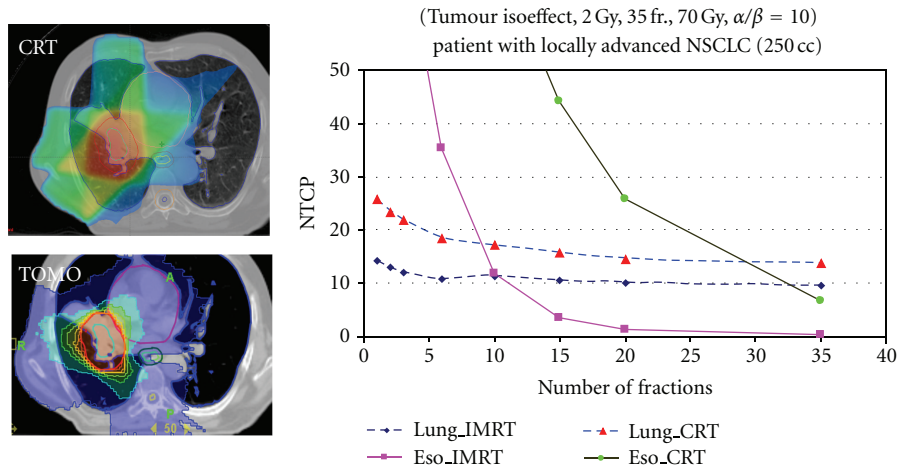 (Tumour isoeffect, 2 Gy, 35 fr., 70 Gy, α/β = 10)
patient with locally advanced NSCLC (250 cc)
CRT
TOMO
A
R
R
P
50
NTCP
50
40
30
20
10
0
0 5 10 15 20 25 30 35 40
Number of fractions
Lung_IMRT
Lung_CRT
Eso_IMRT
Eso_CRT